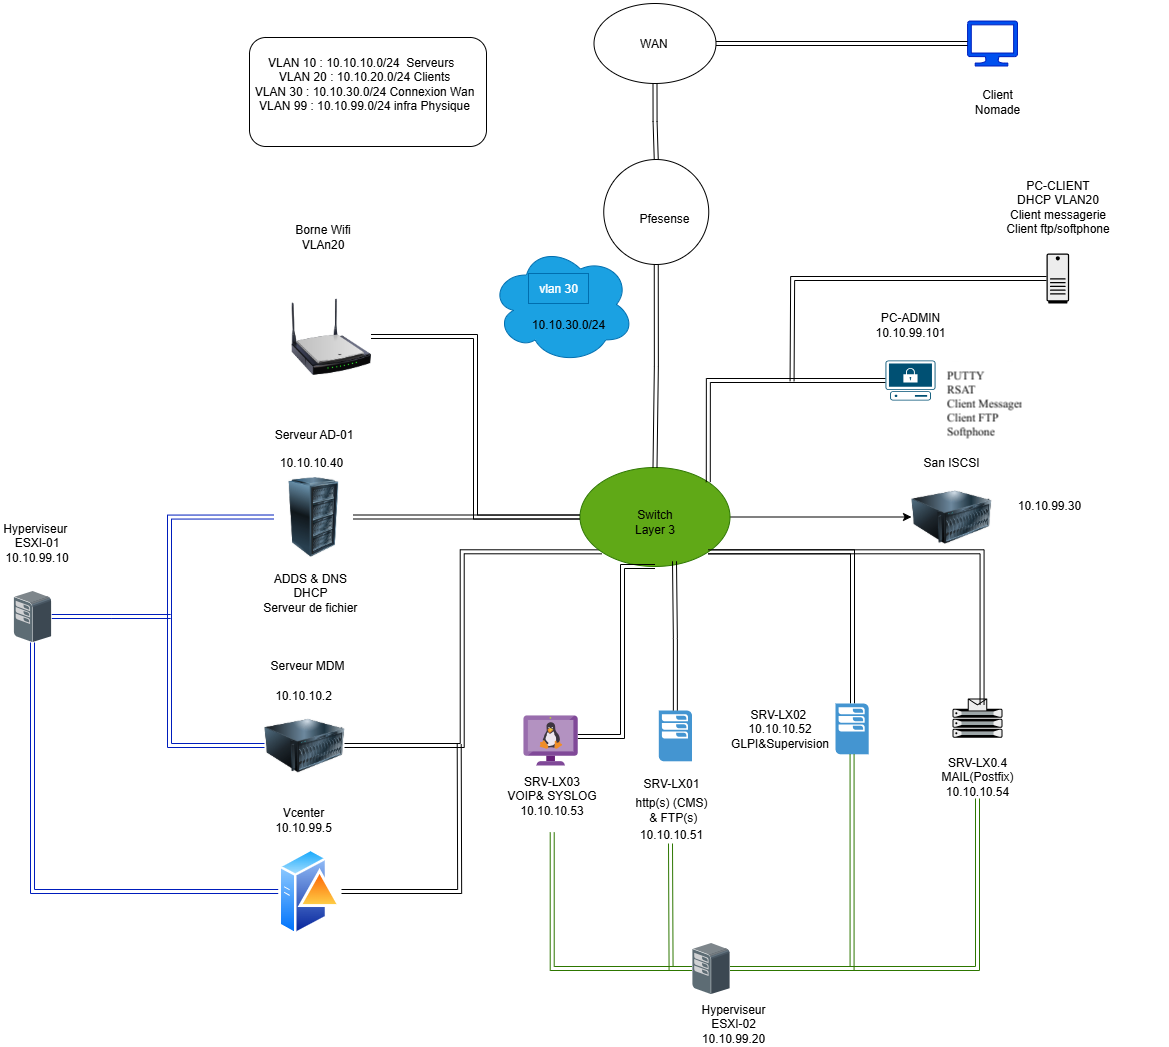 WAN
Client
Nomade
VLAN 10 : 10.10.10.0/24  Serveurs
VLAN 20 : 10.10.20.0/24 Clients
VLAN 30 : 10.10.30.0/24 Connexion Wan
VLAN 99 : 10.10.99.0/24 infra Physique
Pfesense
PC-CLIENT
DHCP VLAN20
Client messagerie
Client ftp/softphone
Borne Wifi
VLAn20
vlan 30
10.10.30.0/24
PC-ADMIN
10.10.99.101
PUTTY
RSAT
Client Messager
Client FTP
Softphone
Serveur AD-01
10.10.10.40
San ISCSI
10.10.99.30
Switch
Layer 3
Hyperviseur
ESXI-01
10.10.99.10
ADDS & DNS
DHCP
Serveur de fichier
Serveur MDM
10.10.10.2
SRV-LX02
10.10.10.52
GLPI&Supervision
SRV-LX03
VOIP& SYSLOG
10.10.10.53
SRV-LX01
http(s) (CMS)
& FTP(s)
10.10.10.51
SRV-LX0.4
MAIL(Postfix)
10.10.10.54
Vcenter
10.10.99.5
Hyperviseur
ESXI-02
10.10.99.20